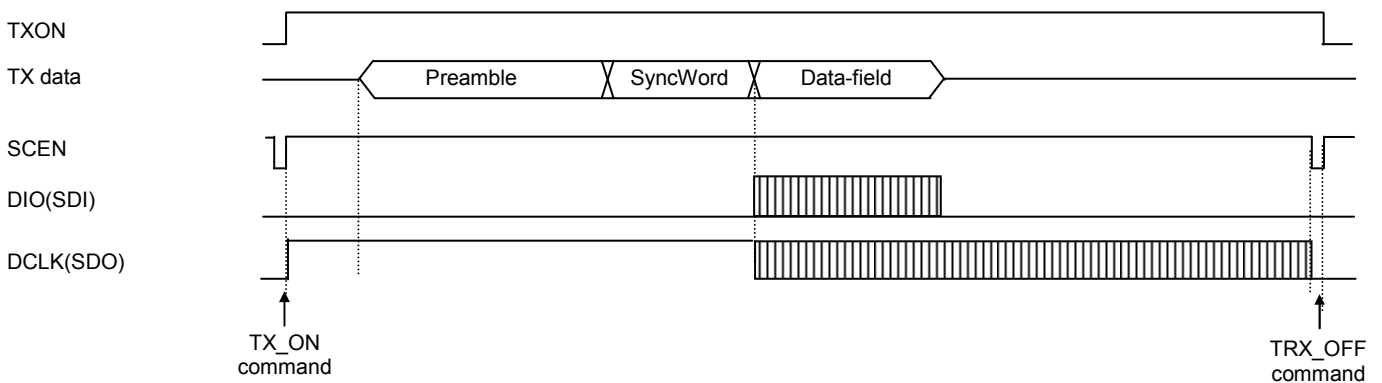 TXON
TX data
Preamble
SyncWord
Data-field
SCEN
DIO(SDI)
DCLK(SDO)
TX_ON
command
TRX_OFF
command